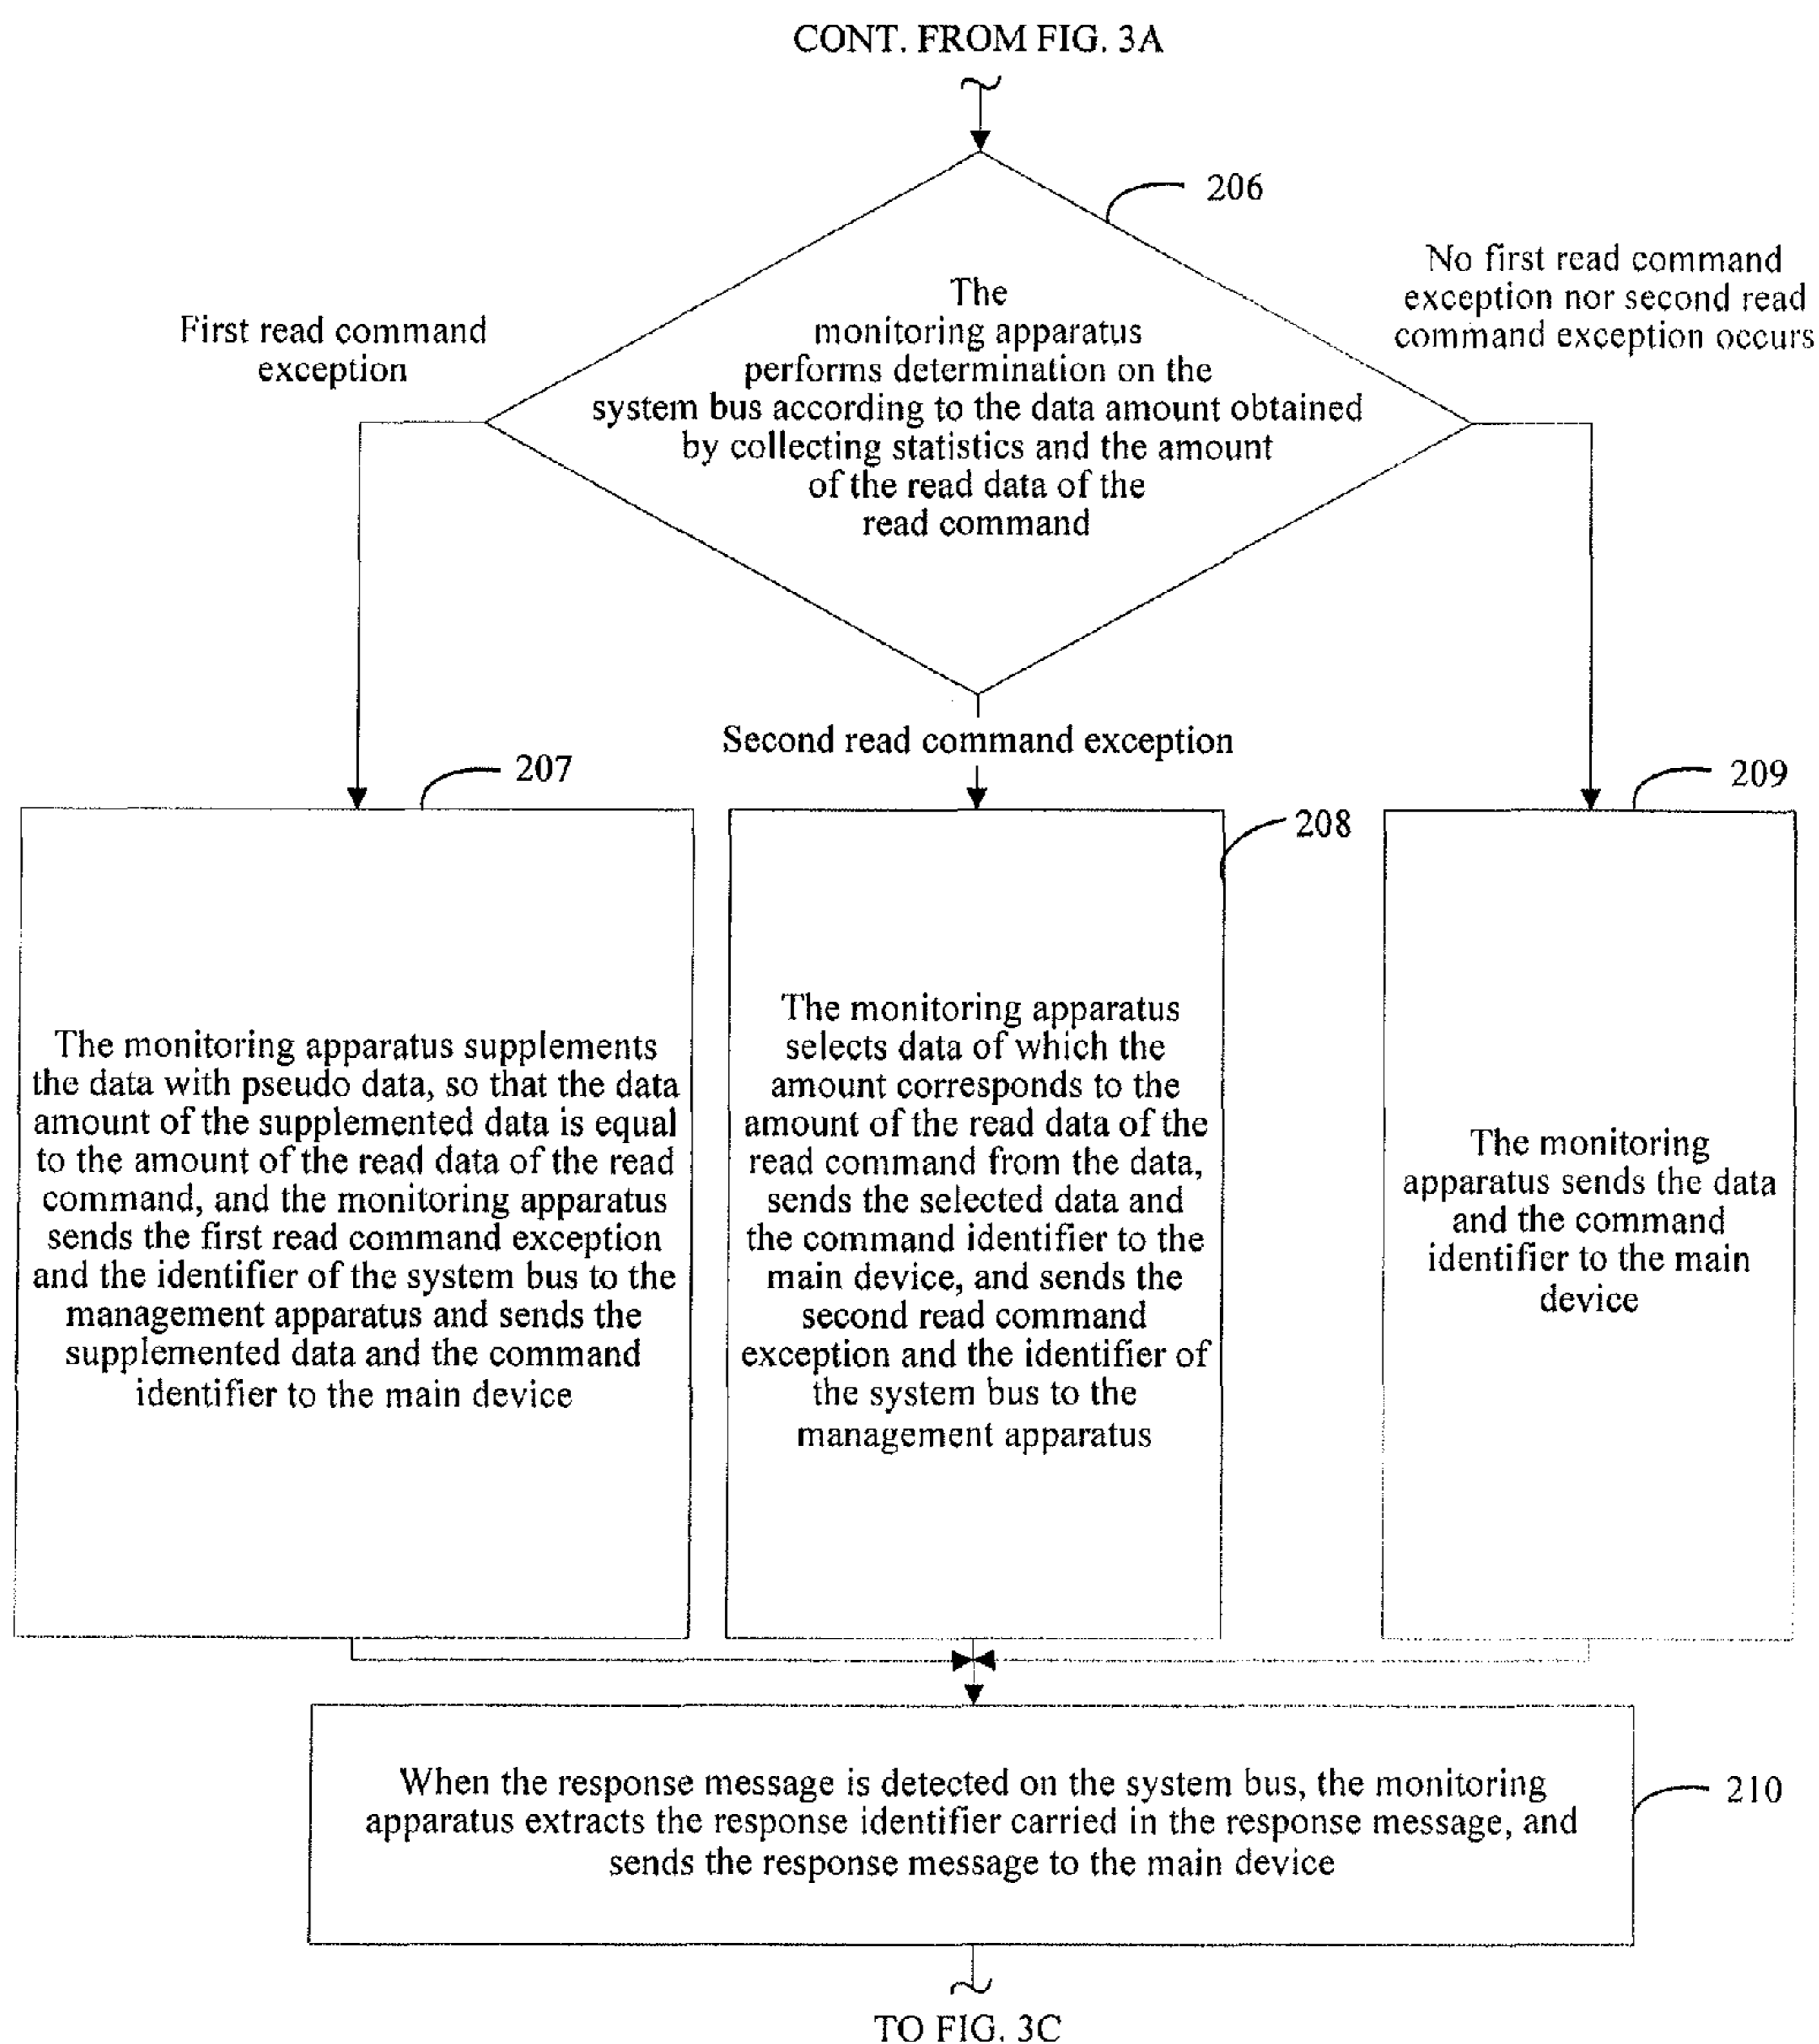 CONT. FROM FIG. 3A
206
The
monitoring apparatus
performs determination on the
system bus according to the data amount obtained
by collecting statistics and the amount
of the read data of the
read command
First read command
exception
No first read command
exception nor second read
command exception occurs
Second read command exception
207
The monitoring apparatus supplements
the data with pseudo data, so that the data
amount of the supplemented data is equal
to the amount of the read data of the read
command, and the monitoring apparatus
sends the first read command exception
and the identifier of the system bus to the
management apparatus and sends the
supplemented data and the command
identifier to the main device
208
The monitoring apparatus
selects data of which the
amount corresponds to the
amount of the read data of the
read command from the data,
sends the selected data and
the command identifier to the
main device, and sends the
second read command
exception and the identifier of
the system bus to the
management apparatus
209
The monitoring
apparatus sends the data
and the command
identifier to the main
device
When the response message is detected on the system bus, the monitoring
apparatus extracts the response identifier carried in the response message, and
sends the response message to the main device
210
TO FIG. 3C